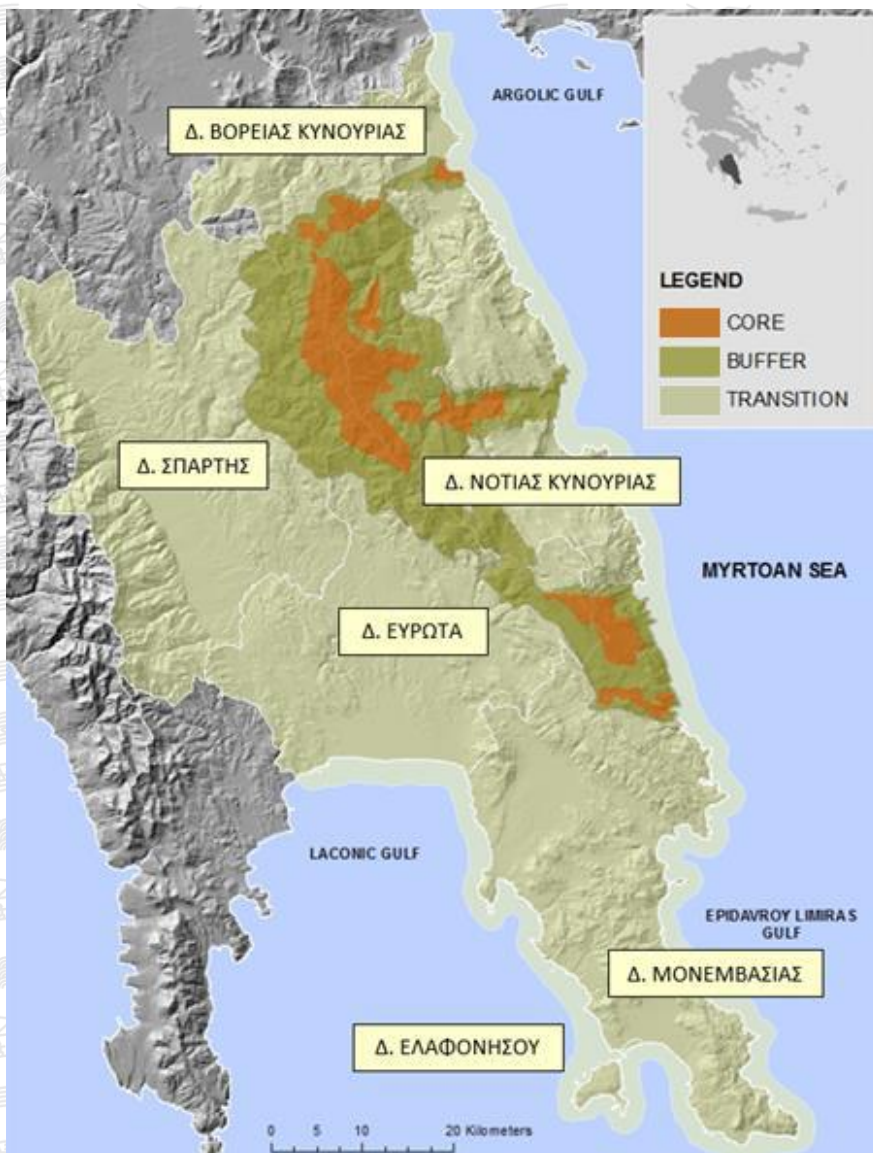 ARGOLIC GULF
Δ. ΒΟΡΕΙΑΣ ΚΥΝΟΥΡΙΑΣ
LEGEND
CORE
BUFFER
TRANSITION
Δ. ΣΠΑΡΤΗΣ
Δ. ΝΟΤΙΑΣ ΚΥΝΟΥΡΙΑΣ
MYRTOAN SEA
Δ. ΕΥΡΩΤΑ
LACONIC GULF
EPIDAVROY LIMIRAS
GULF
Δ. ΜΟΝΕΜΒΑΣΙΑΣ
Δ. ΕΛΑΦΟΝΗΣΟΥ
0 5 10 20 Kilometers